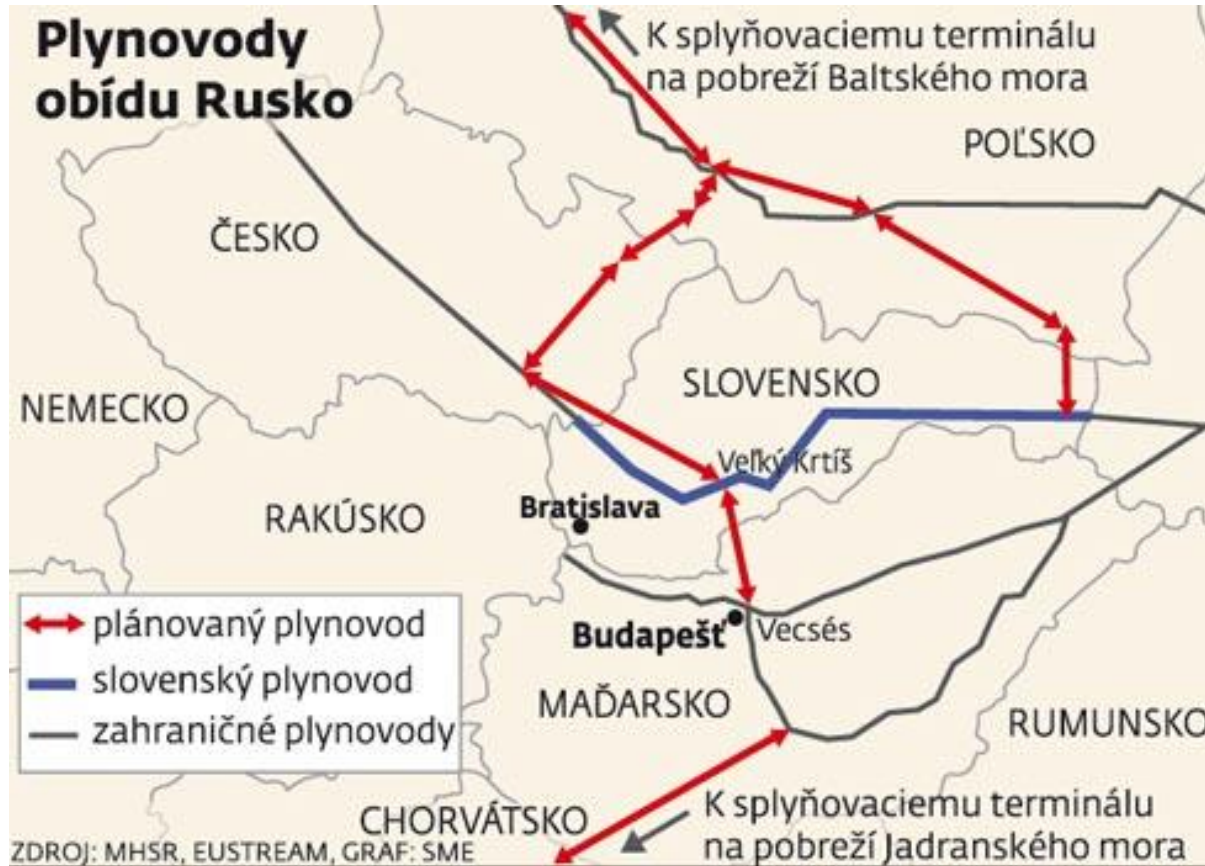 Plynovody
obídu Rusko
K splyňovaciemu terminálu
na pobreží Baltského mora
POĽSKO
ČESKO
NEMECKO
SLOVENSKO
Veľký Krtíš
Bratislava
RAKÚSKO
plánovaný plynovod
slovenský plynovod
zahraničné plynovody
Budapešť
Vecsés
MAĎARSKO
RUMUNSKO
CHORVÁTSKO
K splyňovaciemu terminálu
na pobreží Jadranského mora
ZDROJ: MHSR, EUSTREAM, GRAF: SME